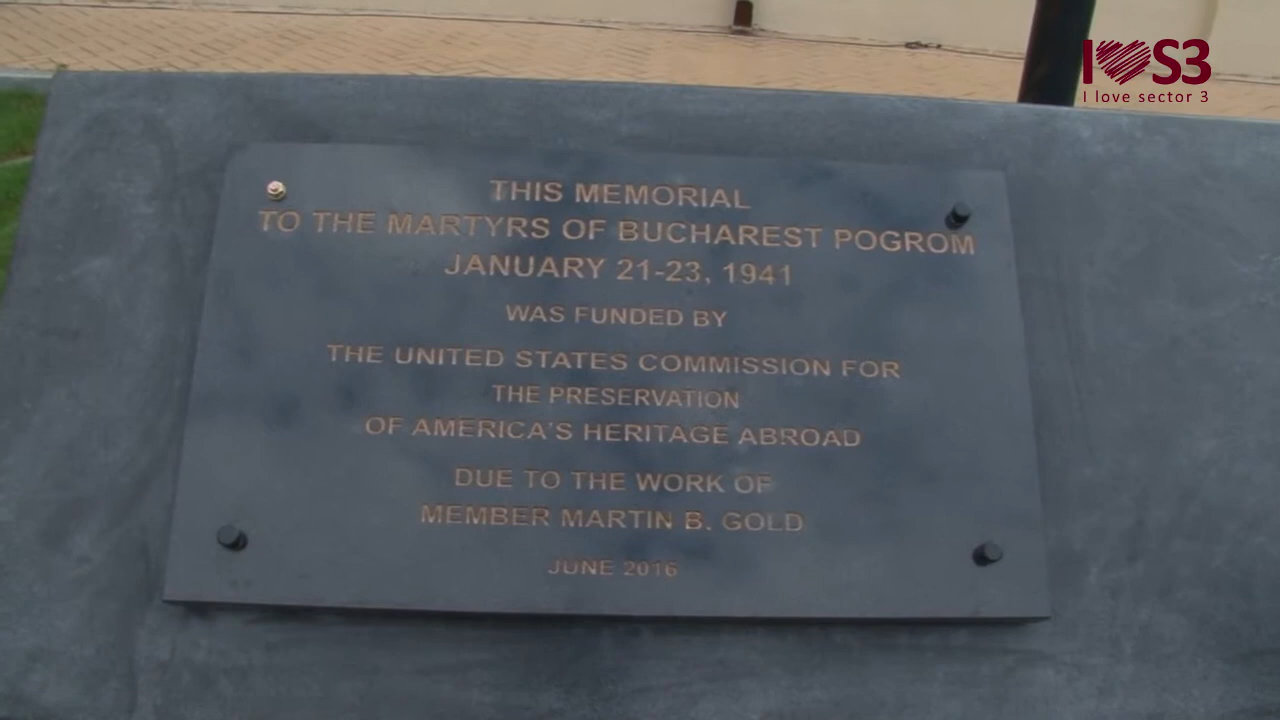 I S3
I love sector 3
THIS MEMORIAL
TO THE MARTYRS OF BUCHAREST POGROM
JANUARY 21-23, 1941
WAS FUNDED BY
THE UNITED STATES COMMISSION FOR
THE PRESERVATION
OF AMERICA'S HERITAGE ABROAD
DUE TO THE WORK OF
MEMBER MARTIN B. GOLD
JUNE 2016